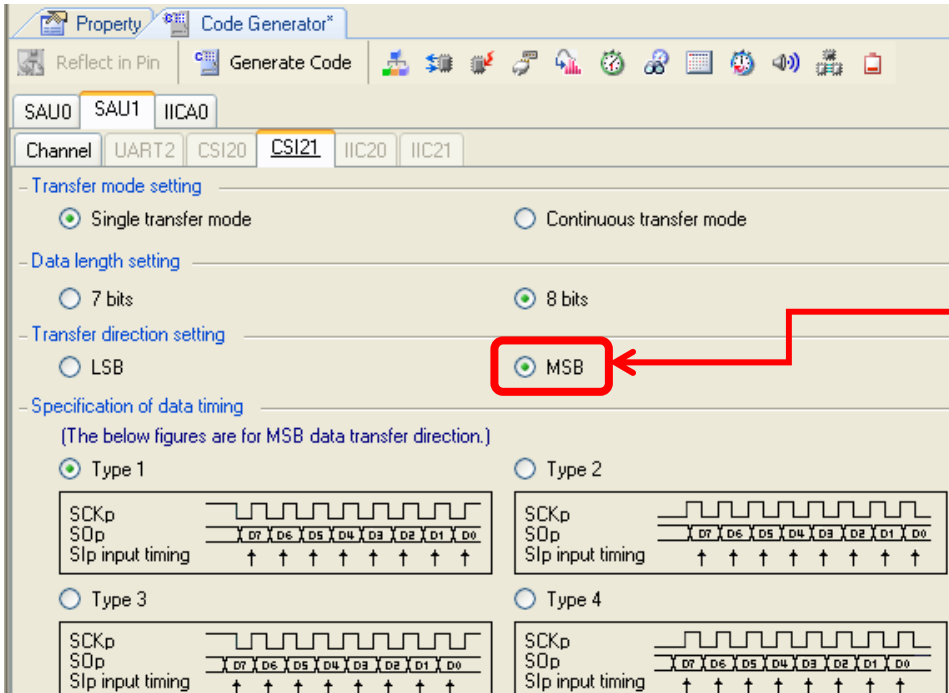 Property Code Generator*
Reflect in Pin Generate Code
SAU0 SAU1 IICA0
Channel UART2 CSI20 CSI21 IIC20 IIC21
Transfer mode setting
Single transfer mode Continuous transfer mode
Data length setting
7 bits 8 bits
Transfer direction setting
LSB MSB
Specification of data timing
(The below figures are for MSB data transfer direction.)
Type 1 Type 2
SCKp SCKp
SOp D7 D6 D5 D4 D3 D2 D1 D0 SOp D7 D6 D5 D4 D3 D2 D1 D0
SIp input timing SIp input timing
Type 3 Type 4
SCKp SCKp
SOp D7 D6 D5 D4 D3 D2 D1 D0 SOp D7 D6 D5 D4 D3 D2 D1 D0
SIp input timing SIp input timing